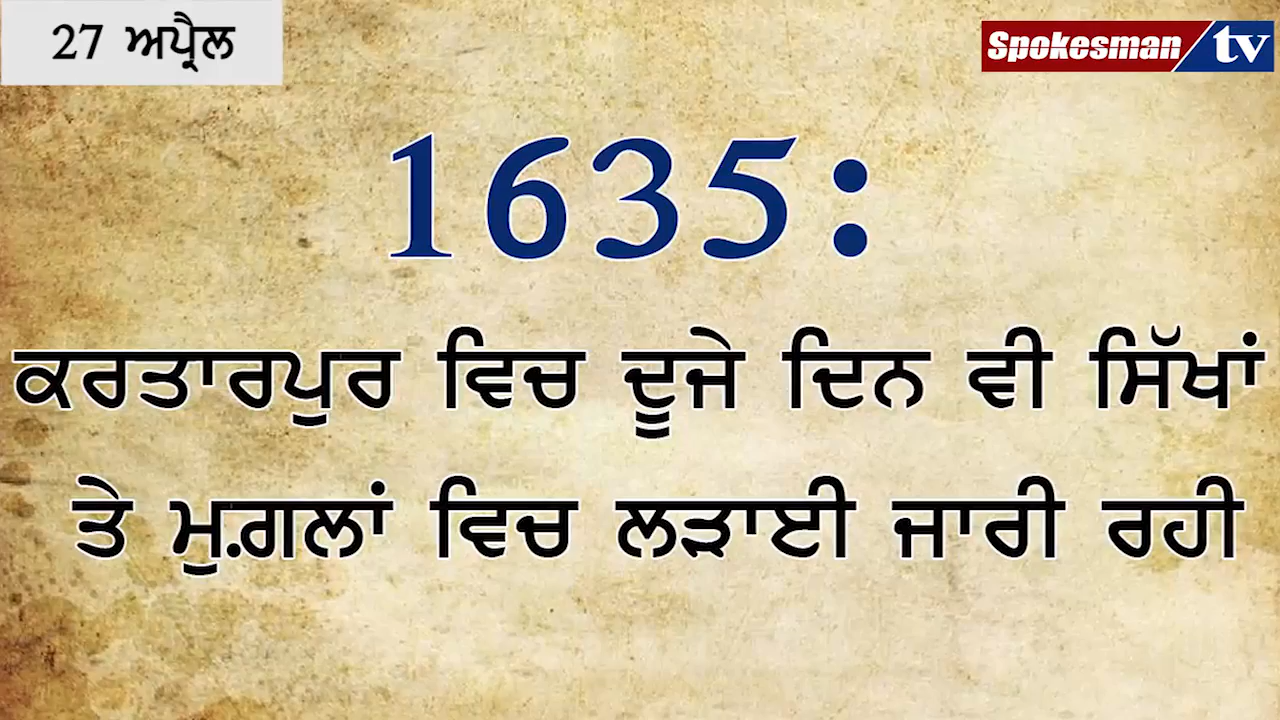 27 ਅਪ੍ਰੈਲ
Spokesman tv
1635:
ਕਰਤਾਰਪੁਰ ਵਿਚ ਦੂਜੇ ਦਿਨ ਵੀ ਸਿੱਖਾਂ
ਤੇ ਮੁਗ਼ਲਾਂ ਵਿਚ ਲੜਾਈ ਜਾਰੀ ਰਹੀ